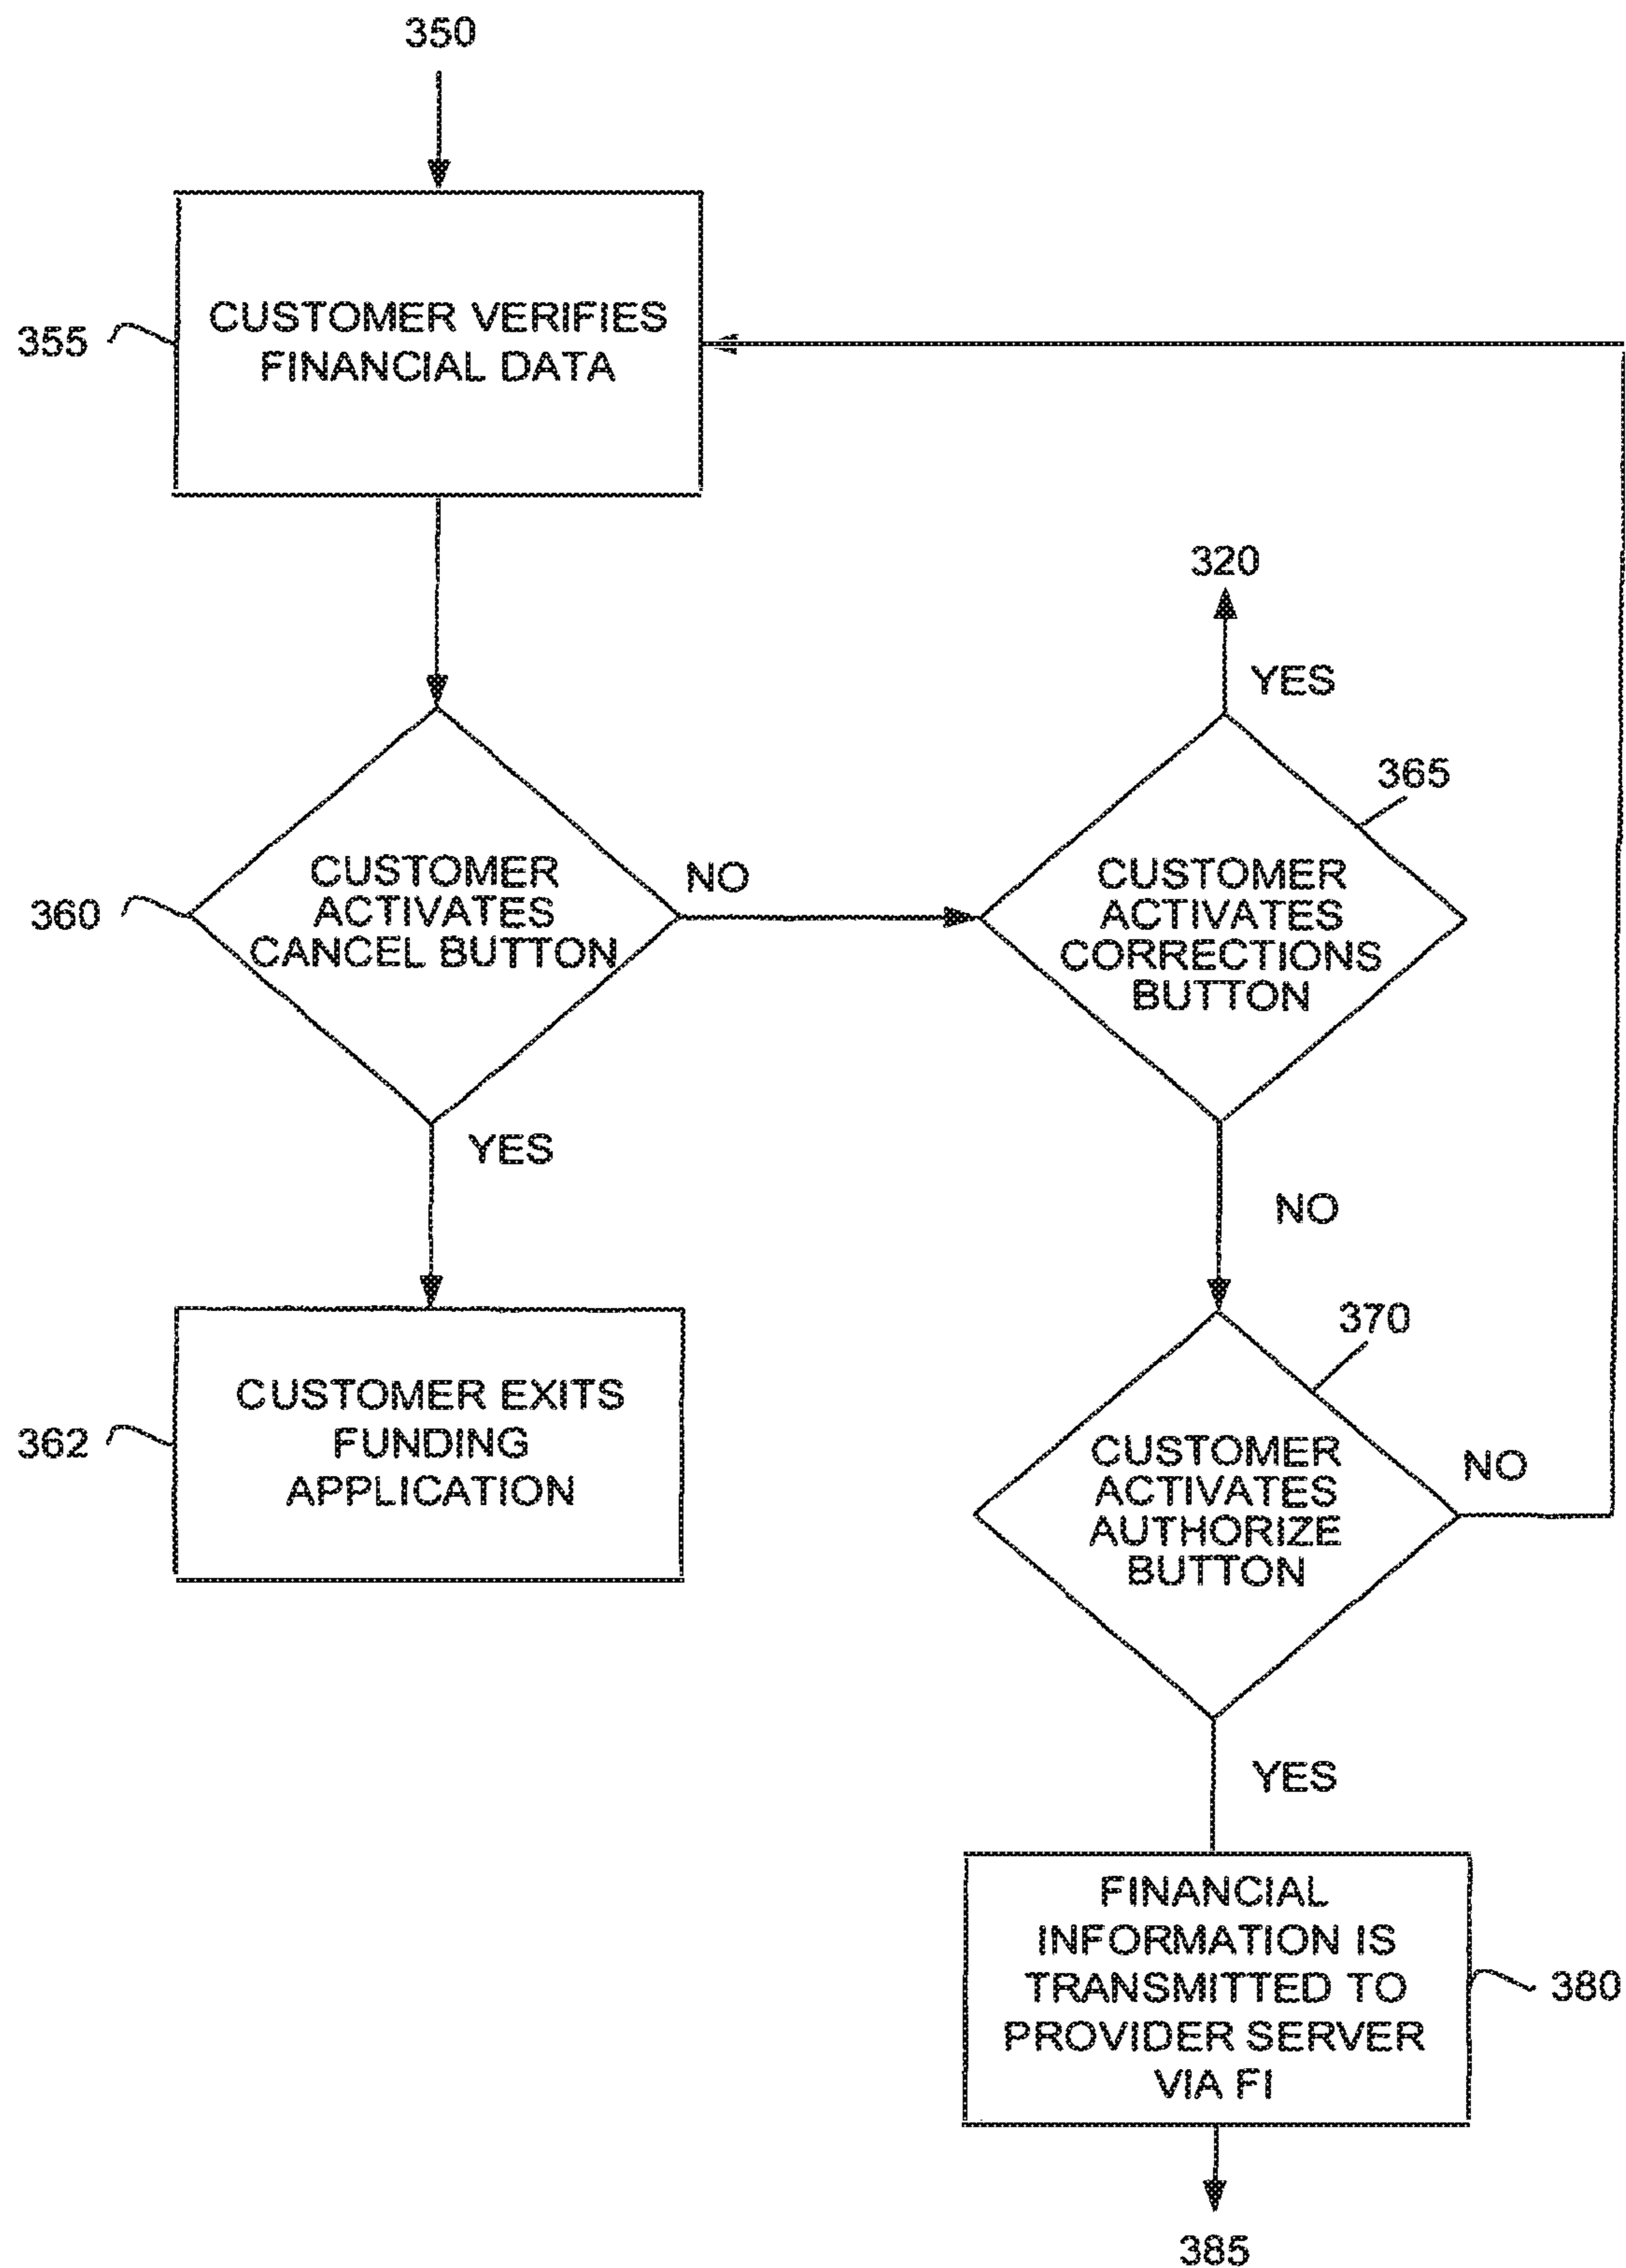 350
355
CUSTOMER VERIFIES
FINANCIAL DATA
320
YES
365
360
CUSTOMER
ACTIVATES
CANCEL BUTTON
NO
CUSTOMER
ACTIVATES
CORRECTIONS
BUTTON
YES
NO
362
CUSTOMER EXITS
FUNDING
APPLICATION
370
CUSTOMER
ACTIVATES
AUTHORIZE
BUTTON
NO
YES
FINANCIAL
INFORMATION IS
TRANSMITTED TO
PROVIDER SERVER
VIA FI
380
385